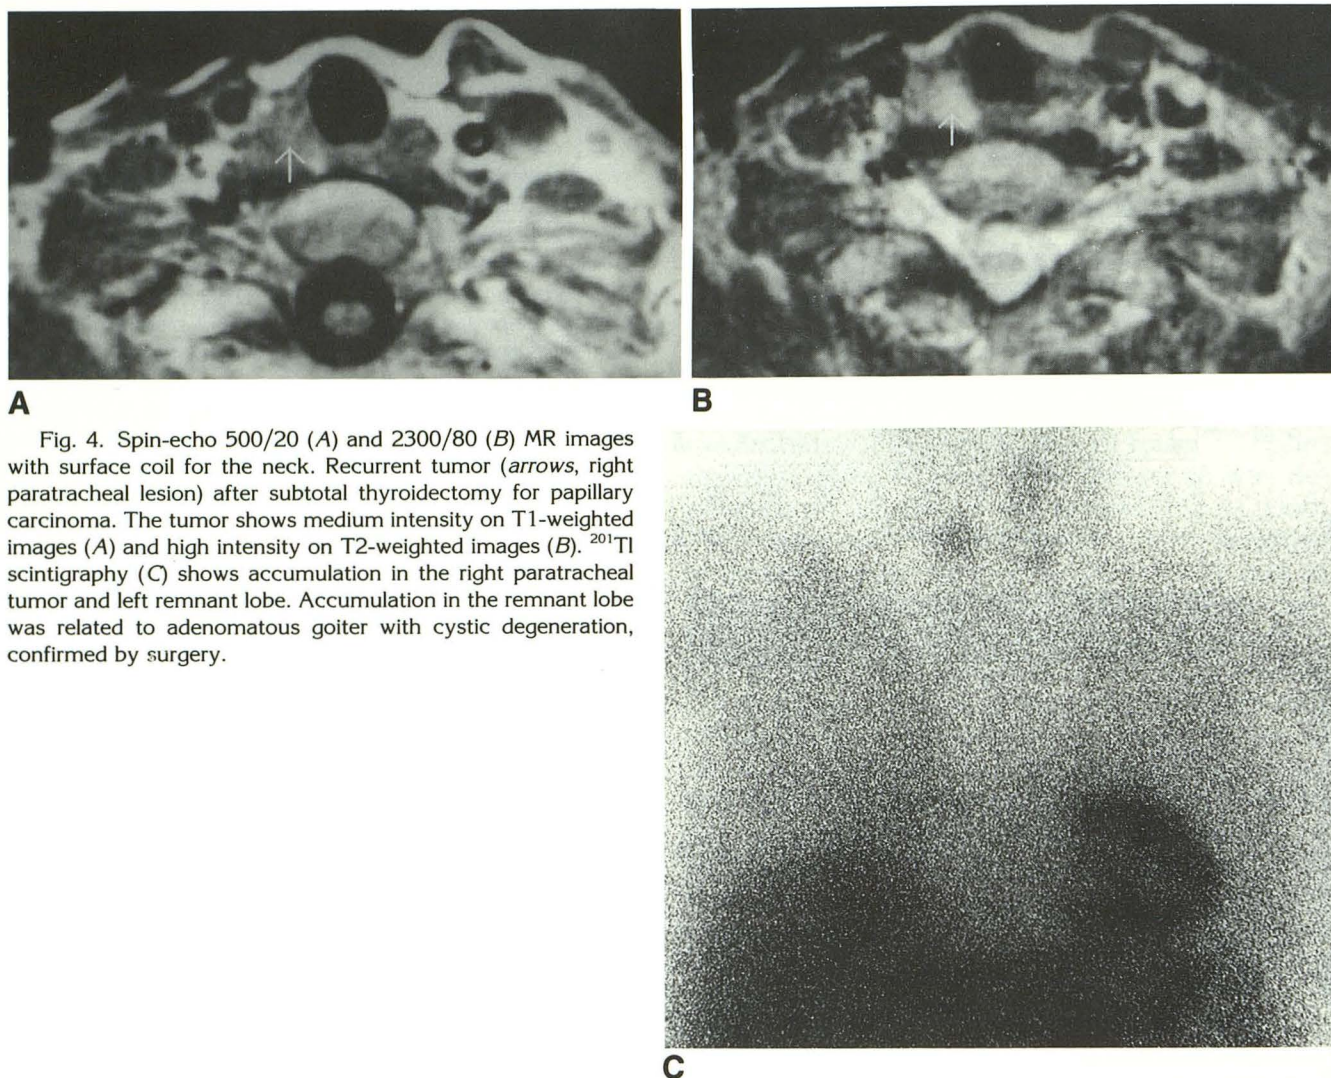 A
B
Fig. 4. Spin-echo 500/20 (A) and 2300/80 (B) MR images
with surface coil for the neck. Recurrent tumor (arrows, right
paratracheal lesion) after subtotal thyroidectomy for papillary
carcinoma. The tumor shows medium intensity on T1-weighted
images (A) and high intensity on T2-weighted images (B). ²⁰¹Tl
scintigraphy (C) shows accumulation in the right paratracheal
tumor and left remnant lobe. Accumulation in the remnant lobe
was related to adenomatous goiter with cystic degeneration,
confirmed by surgery.
C